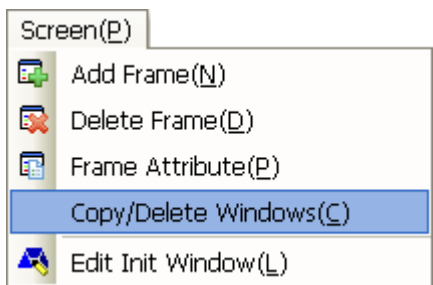 Screen(P)
Add Frame(N)
Delete Frame(D)
Frame Attribute(P)
Copy/Delete Windows(C)
Edit Init Window(L)